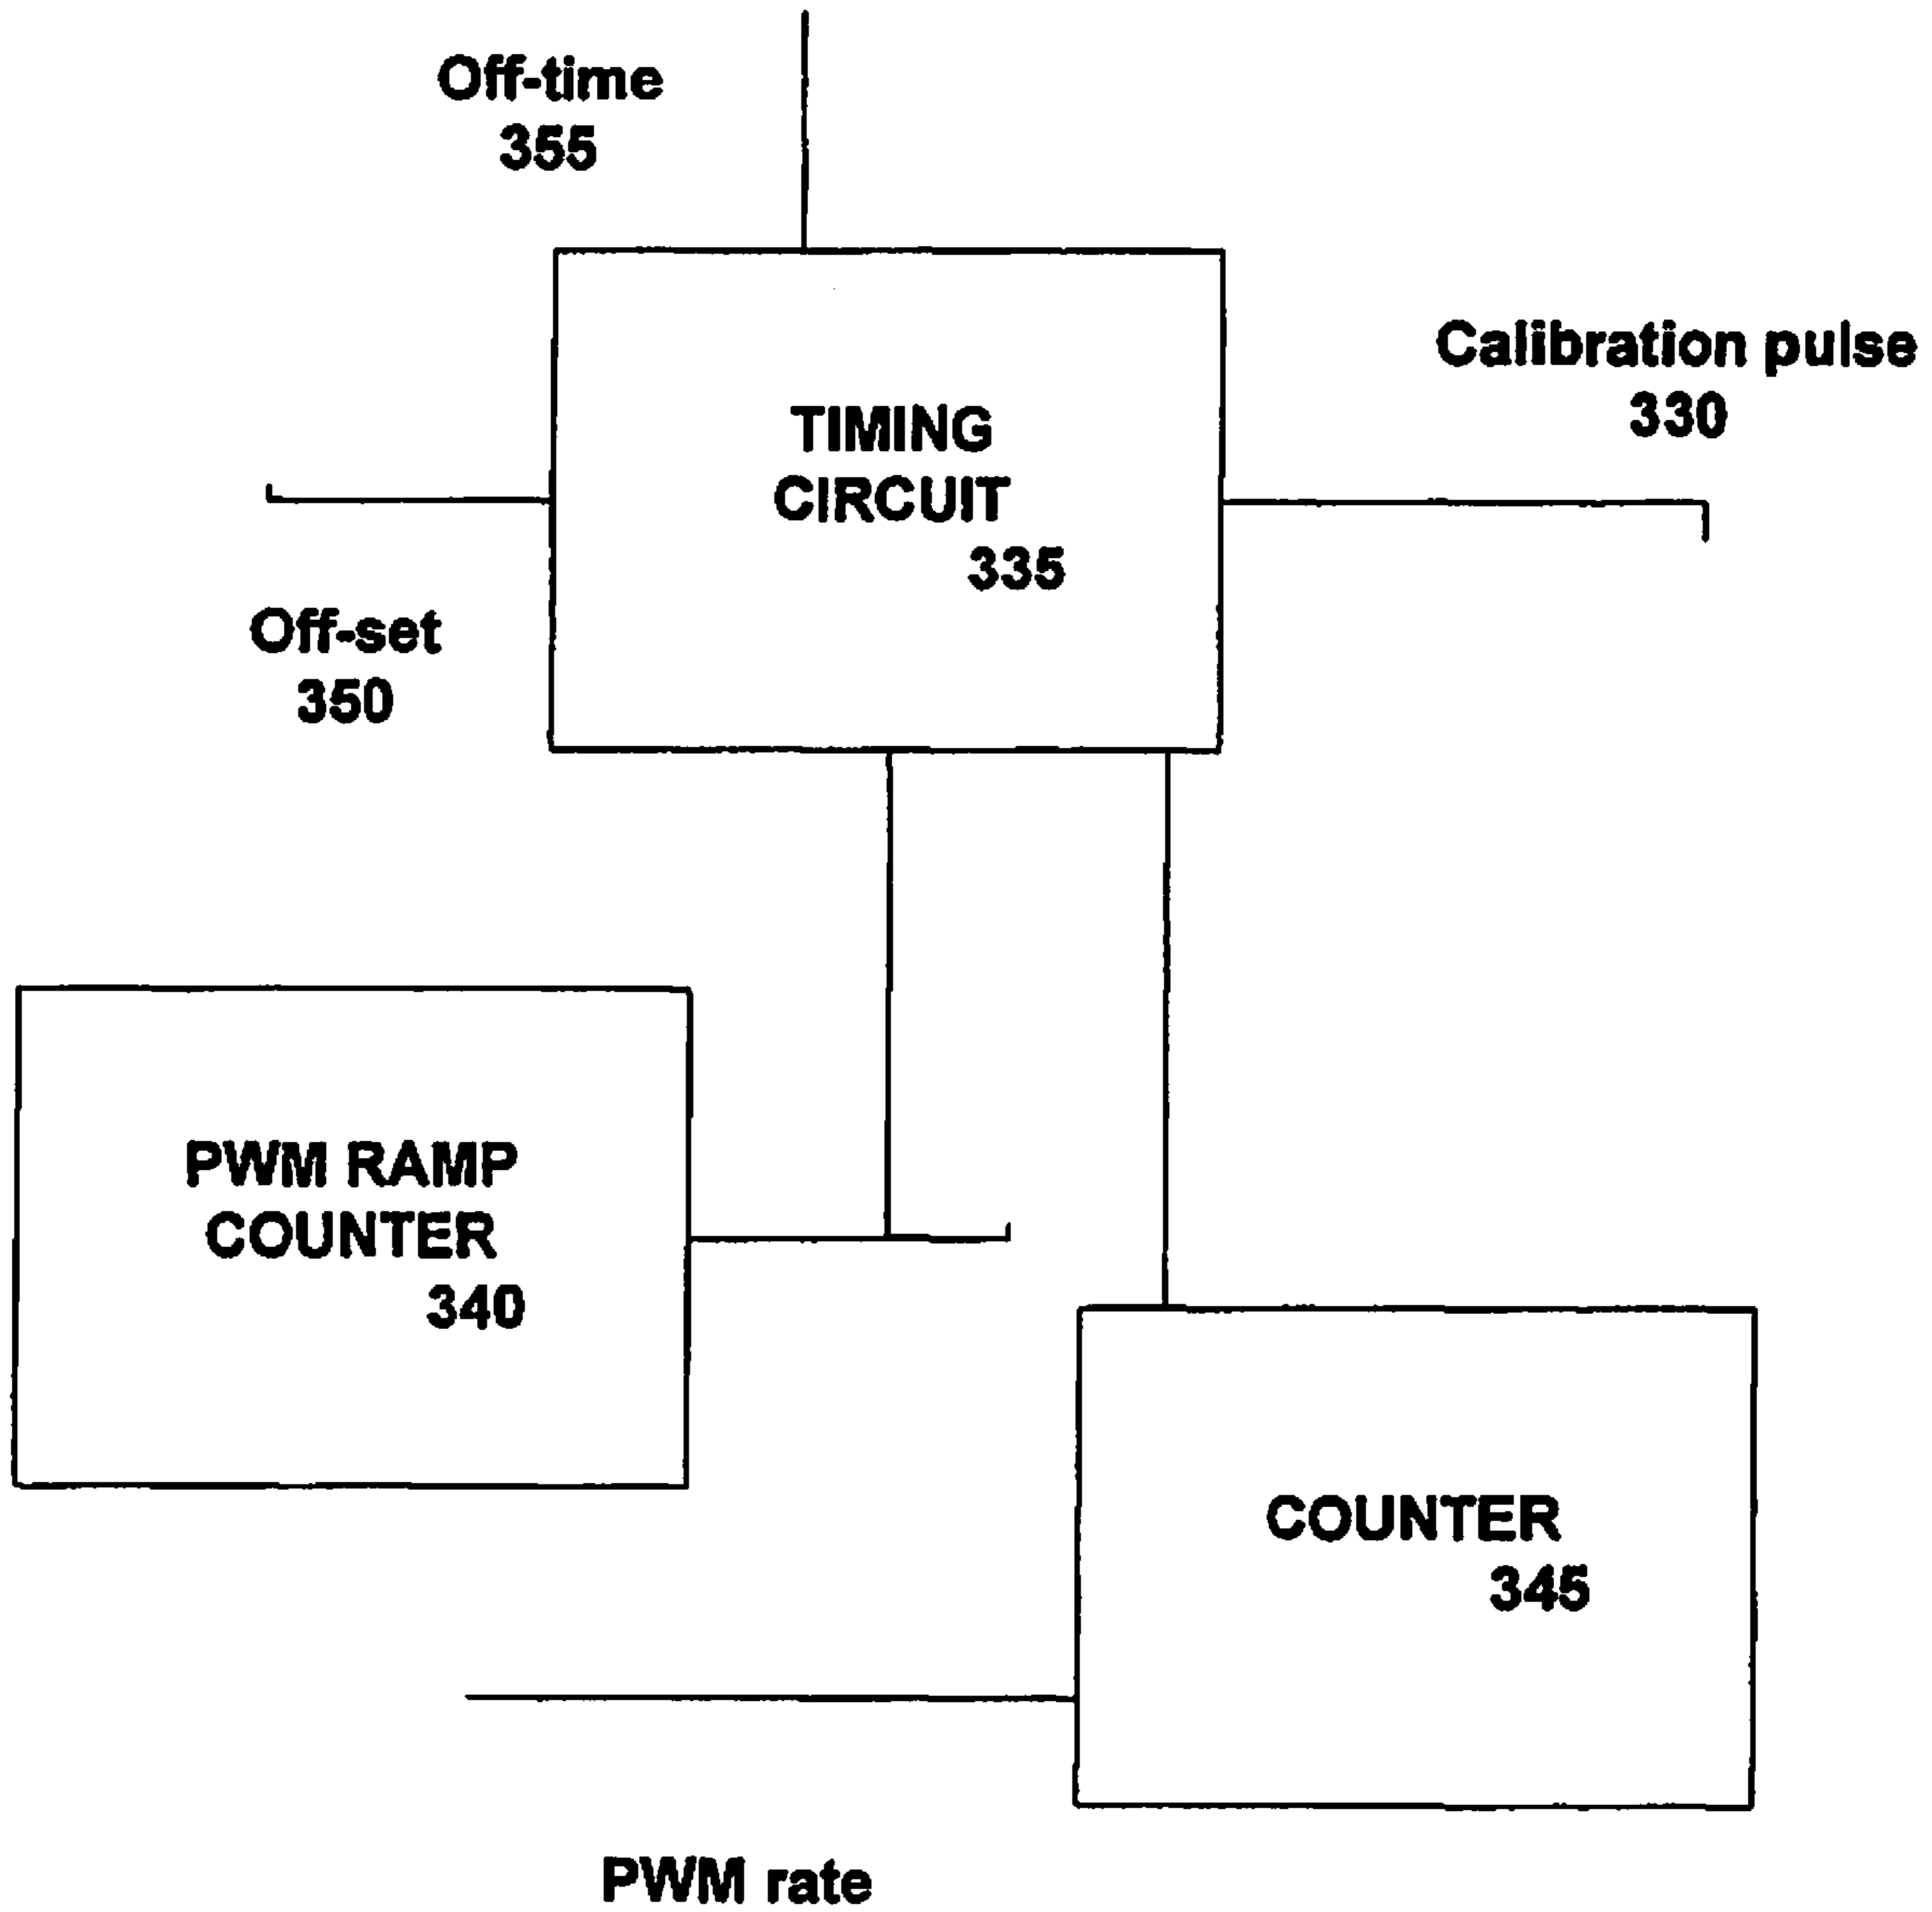 Off-time
355
Calibration pulse
330
TIMING
CIRCUIT
335
Off-set
350
PWM RAMP
COUNTER
340
COUNTER
345
PWM rate